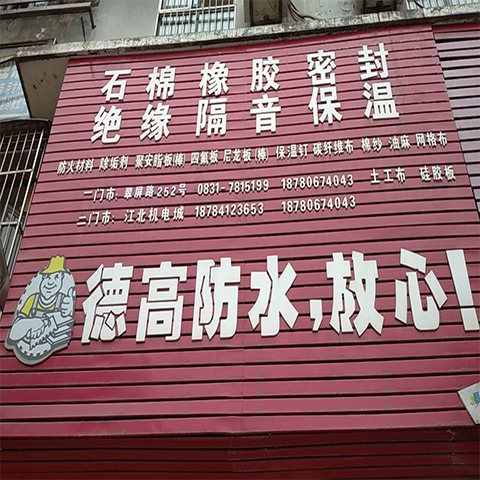 石棉 橡胶 密封
绝缘 隔音 保温
防火材料 除垢剂 聚安脂板(棒) 四氟板 尼龙板(棒) 保温钉 碳纤维布 棉纱 油麻 网格布
一门市: 翠屏路252号 0831-7815199 18780674043 土工布 硅胶板
二门市: 江北机电城 18784123653 18780674043
德高防水,放心!